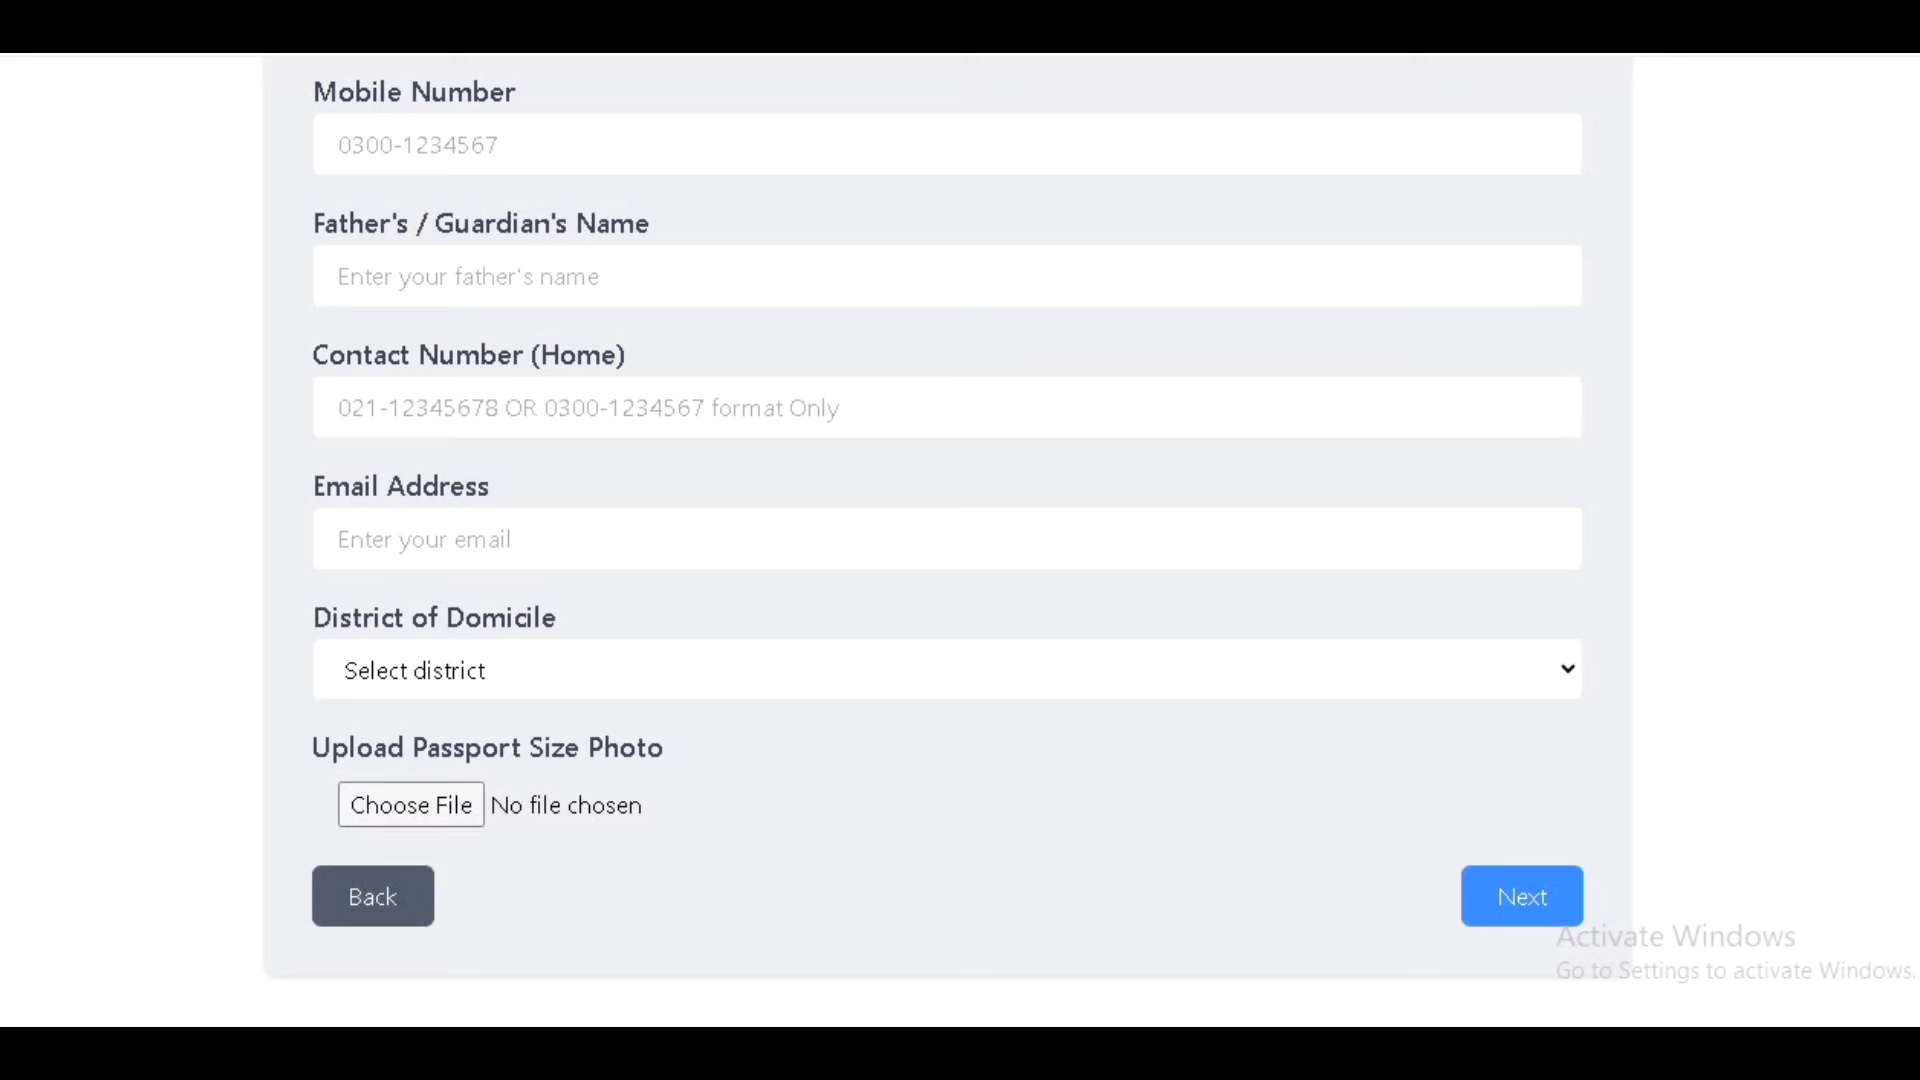 Mobile Number
0300-1234567
Father's / Guardian's Name
Enter your father's name
Contact Number (Home)
021-12345678 OR 0300-1234567 format Only
Email Address
Enter your email
District of Domicile
Select district
Upload Passport Size Photo
Choose File No file chosen
Back Next
Activate Windows
Go to Settings to activate Windows.